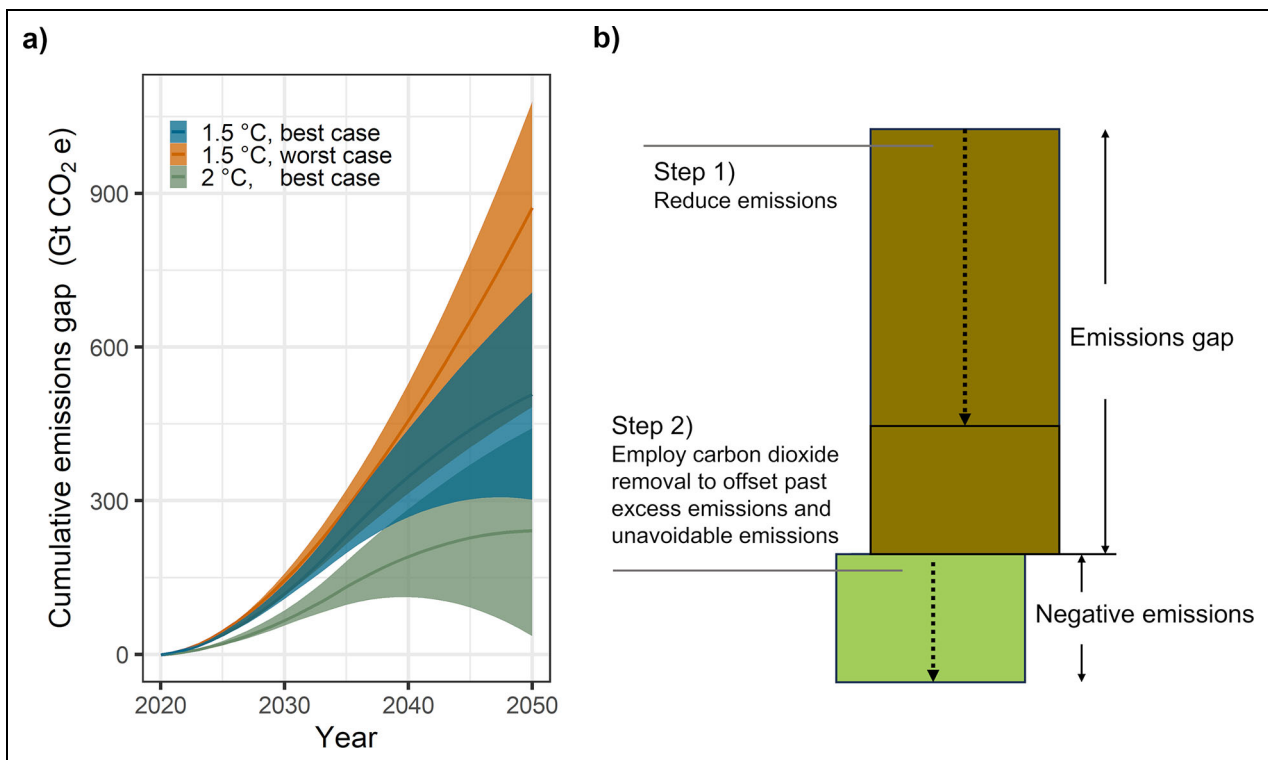 a)
1.5 °C, best case
1.5 °C, worst case
2 °C, best case
Cumulative emissions gap (Gt CO₂ e)
900
600
300
0
2020 2030 2040 2050
Year
b)
Step 1)
Reduce emissions
Emissions gap
Step 2)
Employ carbon dioxide
removal to offset past
excess emissions and
unavoidable emissions
Negative emissions